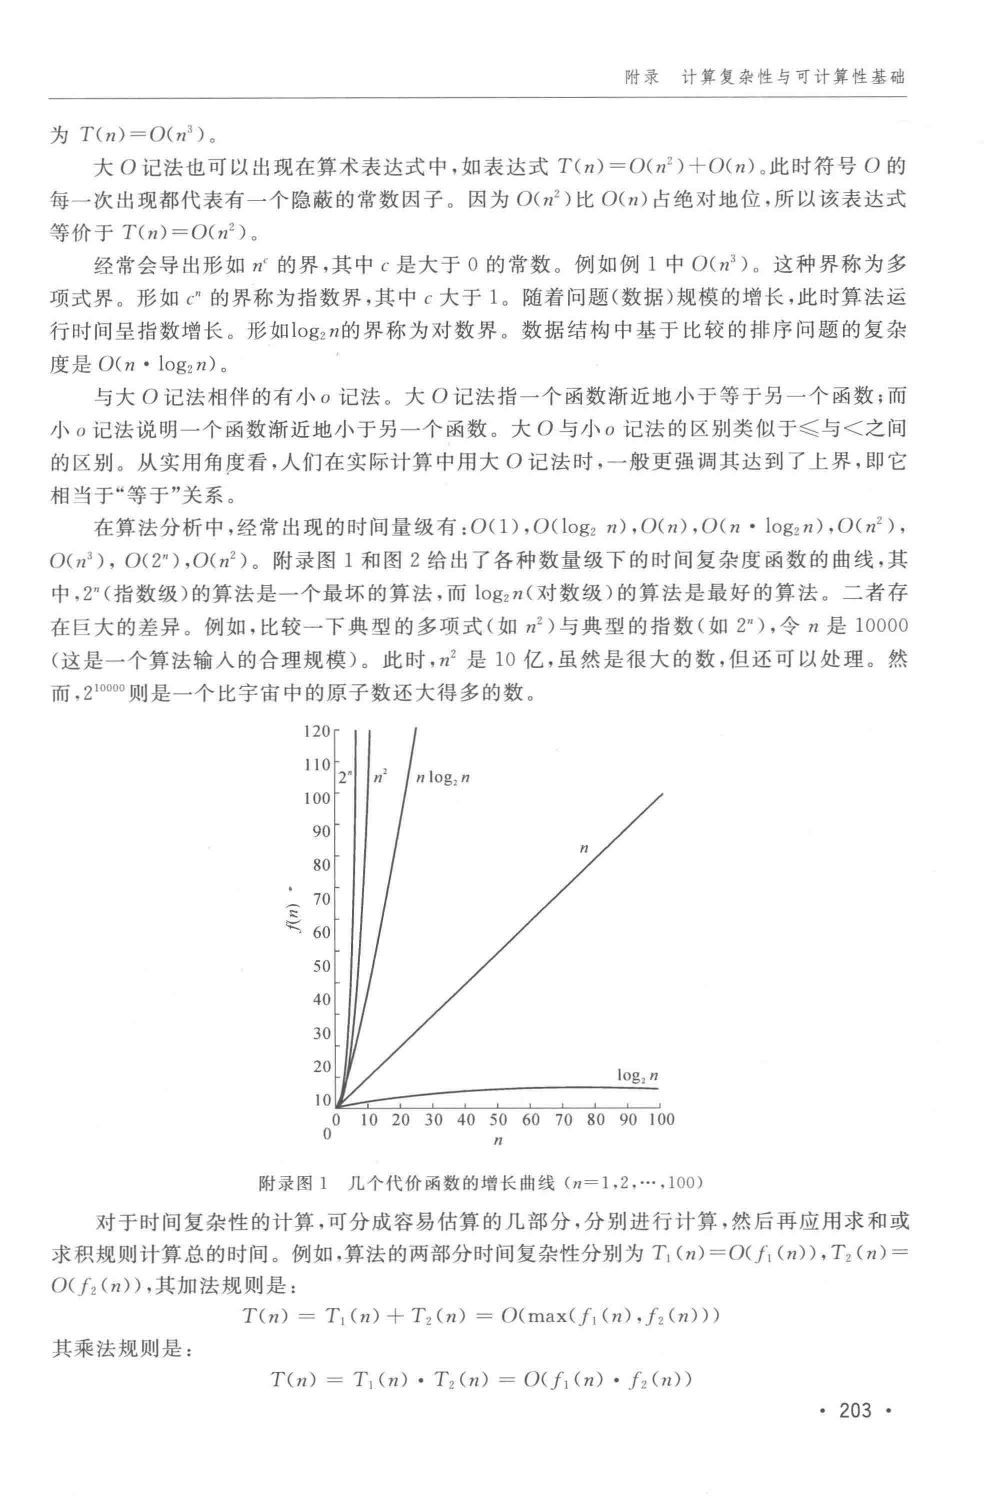 附录　计算复杂性与可计算性基础
为 T(n)=O(n³)。
大 O 记法也可以出现在算术表达式中,如表达式 T(n)=O(n²)+O(n)。此时符号 O 的
每一次出现都代表有一个隐蔽的常数因子。因为 O(n²)比 O(n)占绝对地位,所以该表达式
等价于 T(n)=O(n²)。
经常会导出形如 nᶜ 的界,其中 c 是大于 0 的常数。例如例 1 中 O(n³)。这种界称为多
项式界。形如 cⁿ 的界称为指数界,其中 c 大于 1。随着问题(数据)规模的增长,此时算法运
行时间呈指数增长。形如log₂n的界称为对数界。数据结构中基于比较的排序问题的复杂
度是 O(n・log₂n)。
与大 O 记法相伴的有小 o 记法。大 O 记法指一个函数渐近地小于等于另一个函数;而
小 o 记法说明一个函数渐近地小于另一个函数。大 O 与小 o 记法的区别类似于≤与<之间
的区别。从实用角度看,人们在实际计算中用大 O 记法时,一般更强调其达到了上界,即它
相当于“等于”关系。
在算法分析中,经常出现的时间量级有:O(1),O(log₂ n),O(n),O(n・log₂n),O(n²),
O(n³), O(2ⁿ),O(n²)。附录图 1 和图 2 给出了各种数量级下的时间复杂度函数的曲线,其
中,2ⁿ(指数级)的算法是一个最坏的算法,而 log₂n(对数级)的算法是最好的算法。二者存
在巨大的差异。例如,比较一下典型的多项式(如 n²)与典型的指数(如 2ⁿ),令 n 是 10000
(这是一个算法输入的合理规模)。此时,n² 是 10 亿,虽然是很大的数,但还可以处理。然
而,2¹⁰⁰⁰⁰则是一个比宇宙中的原子数还大得多的数。
120
110
2ⁿ n² n log₂ n
100
90
n
80
70
f(n)
60
50
40
30
20
log₂ n
10
0 10 20 30 40 50 60 70 80 90 100
0
n
附录图 1　几个代价函数的增长曲线(n=1,2,…,100)
对于时间复杂性的计算,可分成容易估算的几部分,分别进行计算,然后再应用求和或
求积规则计算总的时间。例如,算法的两部分时间复杂性分别为 T₁(n)=O(f₁(n)),T₂(n)=
O(f₂(n)),其加法规则是:
T(n) = T₁(n) + T₂(n) = O(max(f₁(n),f₂(n)))
其乘法规则是:
T(n) = T₁(n)・T₂(n) = O(f₁(n)・f₂(n))
・203・